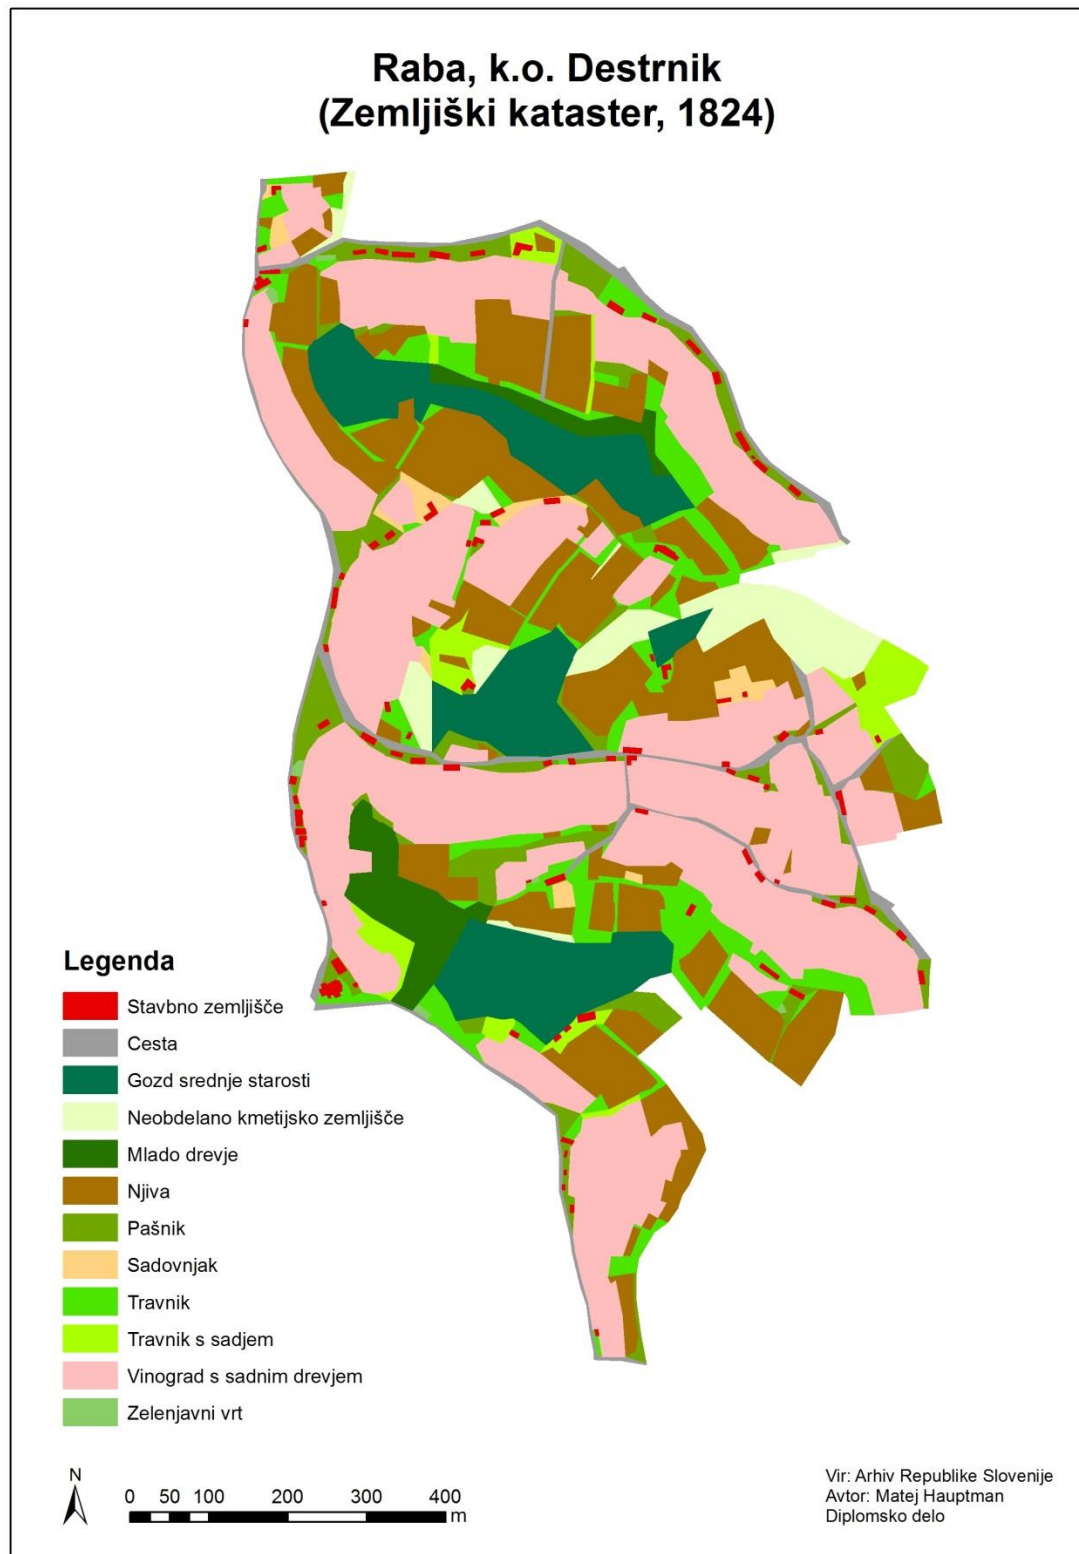 Raba, k.o. Destrnik
(Zemljiški kataster, 1824)
Legenda
Stavbno zemljišče
Cesta
Gozd srednje starosti
Neobdelano kmetijsko zemljišče
Mlado drevje
Njiva
Pašnik
Sadovnjak
Travnik
Travnik s sadjem
Vinograd s sadnim drevjem
Zelenjavni vrt
N
0 50 100 200 300 400
m
Vir: Arhiv Republike Slovenije
Avtor: Matej Hauptman
Diplomsko delo